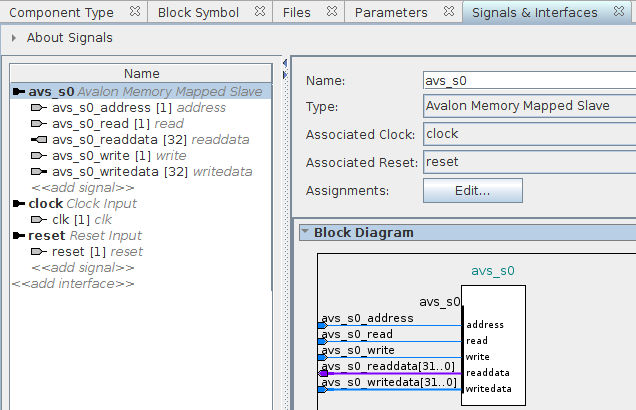 Component Type
Block Symbol
Files
Parameters
Signals & Interfaces
About Signals
Name
avs_s0 Avalon Memory Mapped Slave
avs_s0_address [1] address
avs_s0_read [1] read
avs_s0_readdata [32] readdata
avs_s0_write [1] write
avs_s0_writedata [32] writedata
<<add signal>>
clock Clock Input
clk [1] clk
reset Reset Input
reset [1] reset
<<add signal>>
<<add interface>>
Name: avs_s0
Type: Avalon Memory Mapped Slave
Associated Clock: clock
Associated Reset: reset
Assignments: Edit...
Block Diagram
avs_s0
avs_s0
avs_s0_address address
avs_s0_read read
avs_s0_write write
avs_s0_readdata[31..0] readdata
avs_s0_writedata[31..0] writedata